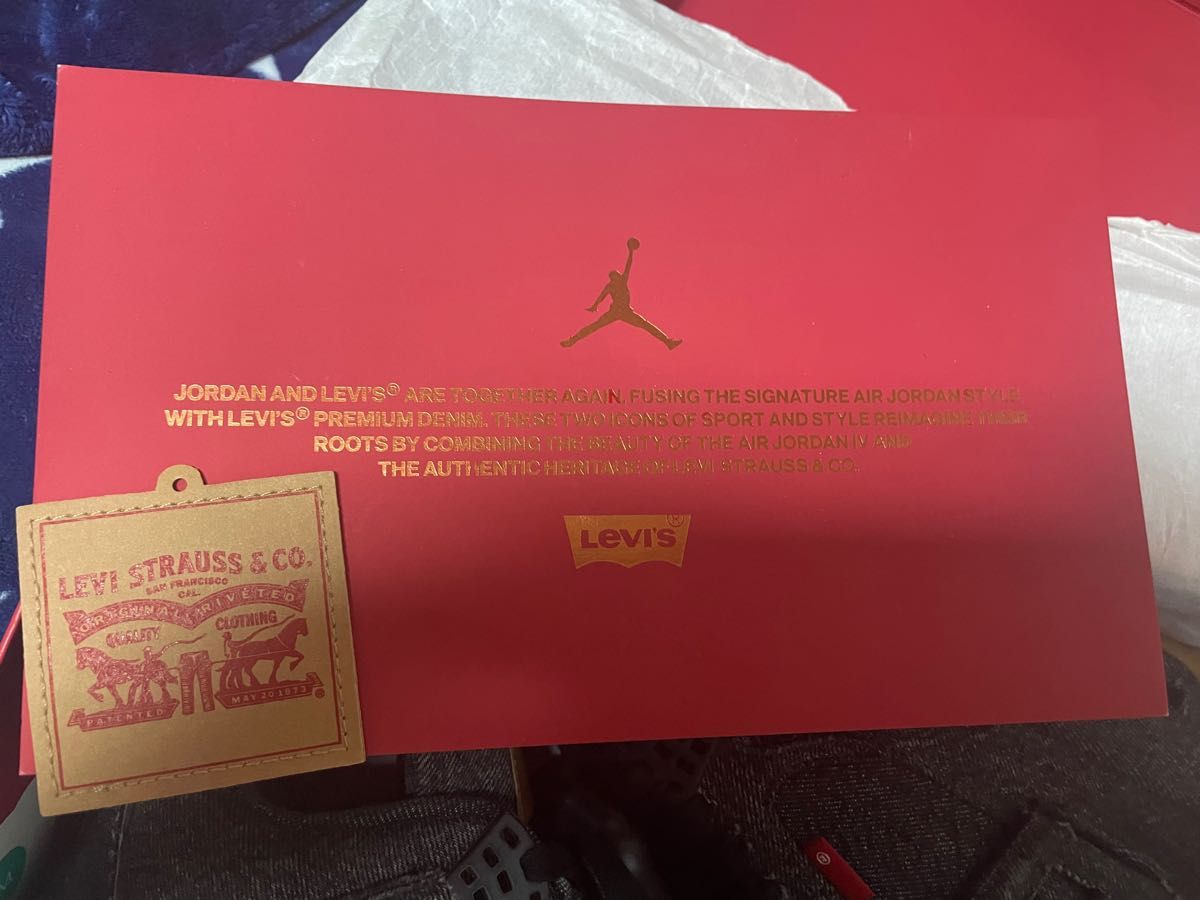 JORDAN AND LEVI'S® ARE TOGETHER AGAIN. FUSING THE SIGNATURE AIR JORDAN STYLE
WITH LEVI'S® PREMIUM DENIM. THESE TWO ICONS OF SPORT AND STYLE REIMAGINE THEIR
ROOTS BY COMBINING THE BEAUTY OF THE AIR JORDAN IV AND
THE AUTHENTIC HERITAGE OF LEVI STRAUSS & CO.
LEVI'S®
LEVI STRAUSS & CO.
SAN FRANCISCO
CAL.
ORIGINAL RIVETED
QUALITY CLOTHING
PATENTED MAY 20 1873
®